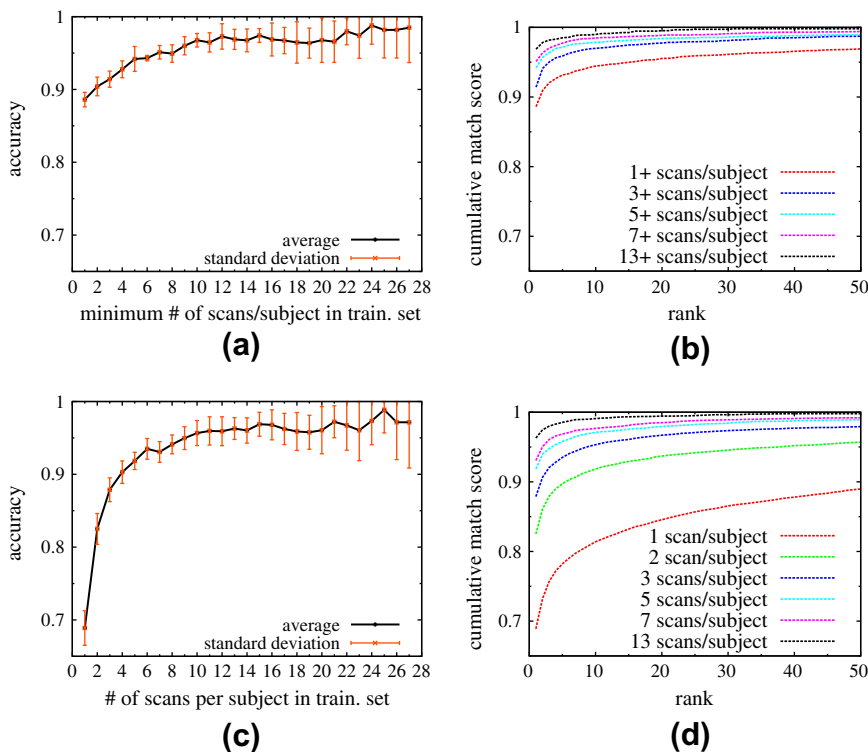 1
0.9
0.8
0.7
accuracy
average
standard deviation
0 2 4 6 8 10 12 14 16 18 20 22 24 26 28
minimum # of scans/subject in train. set
(a)
1
0.9
0.8
0.7
cumulative match score
1+ scans/subject
3+ scans/subject
5+ scans/subject
7+ scans/subject
13+ scans/subject
0 10 20 30 40 50
rank
(b)
1
0.9
0.8
0.7
accuracy
average
standard deviation
0 2 4 6 8 10 12 14 16 18 20 22 24 26 28
# of scans per subject in train. set
(c)
1
0.9
0.8
0.7
cumulative match score
1 scan/subject
2 scan/subject
3 scans/subject
5 scans/subject
7 scans/subject
13 scans/subject
0 10 20 30 40 50
rank
(d)